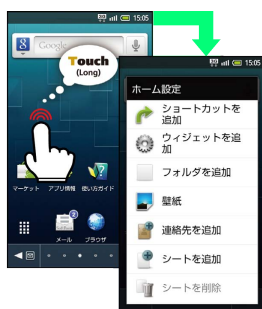 15:05
Google
Touch
(Long)
15:05
ホーム設定
ショートカットを
追加
ウィジェットを追
加
フォルダを追加
壁紙
連絡先を追加
シートを追加
シートを削除
マーケット アプリ情報 使い方ガイド
2
メール ブラウザ